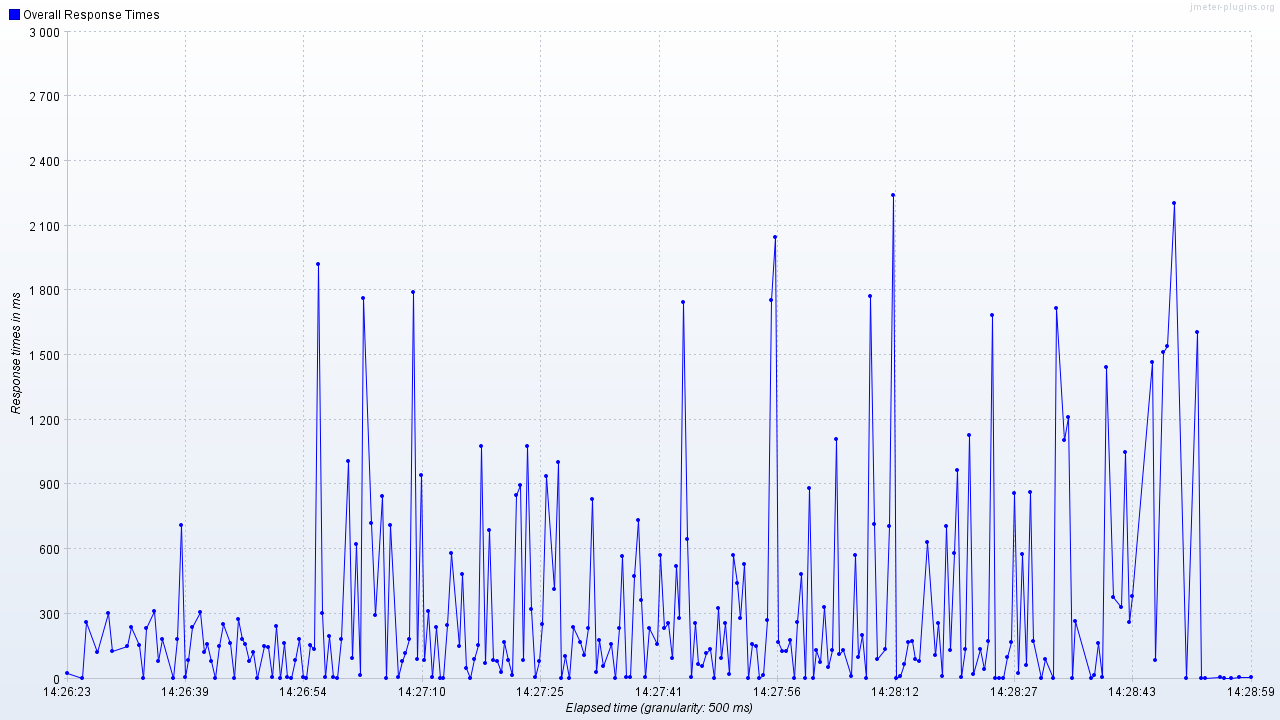 jmeter-plugins.org
Overall Response Times
3 000
2 700
2 400
2 100
1 800
1 500
1 200
900
600
300
0
Response times in ms
14:26:23 14:26:39 14:26:54 14:27:10 14:27:25 14:27:41 14:27:56 14:28:12 14:28:27 14:28:43 14:28:59
Elapsed time (granularity: 500 ms)